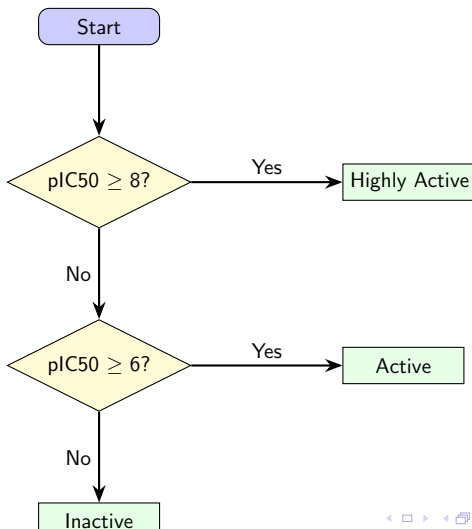 Start
pIC50 ≥ 8?
Yes
Highly Active
No
pIC50 ≥ 6?
Yes
Active
No
Inactive